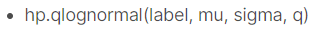 • hp.qlognormal(label, mu, sigma, q)